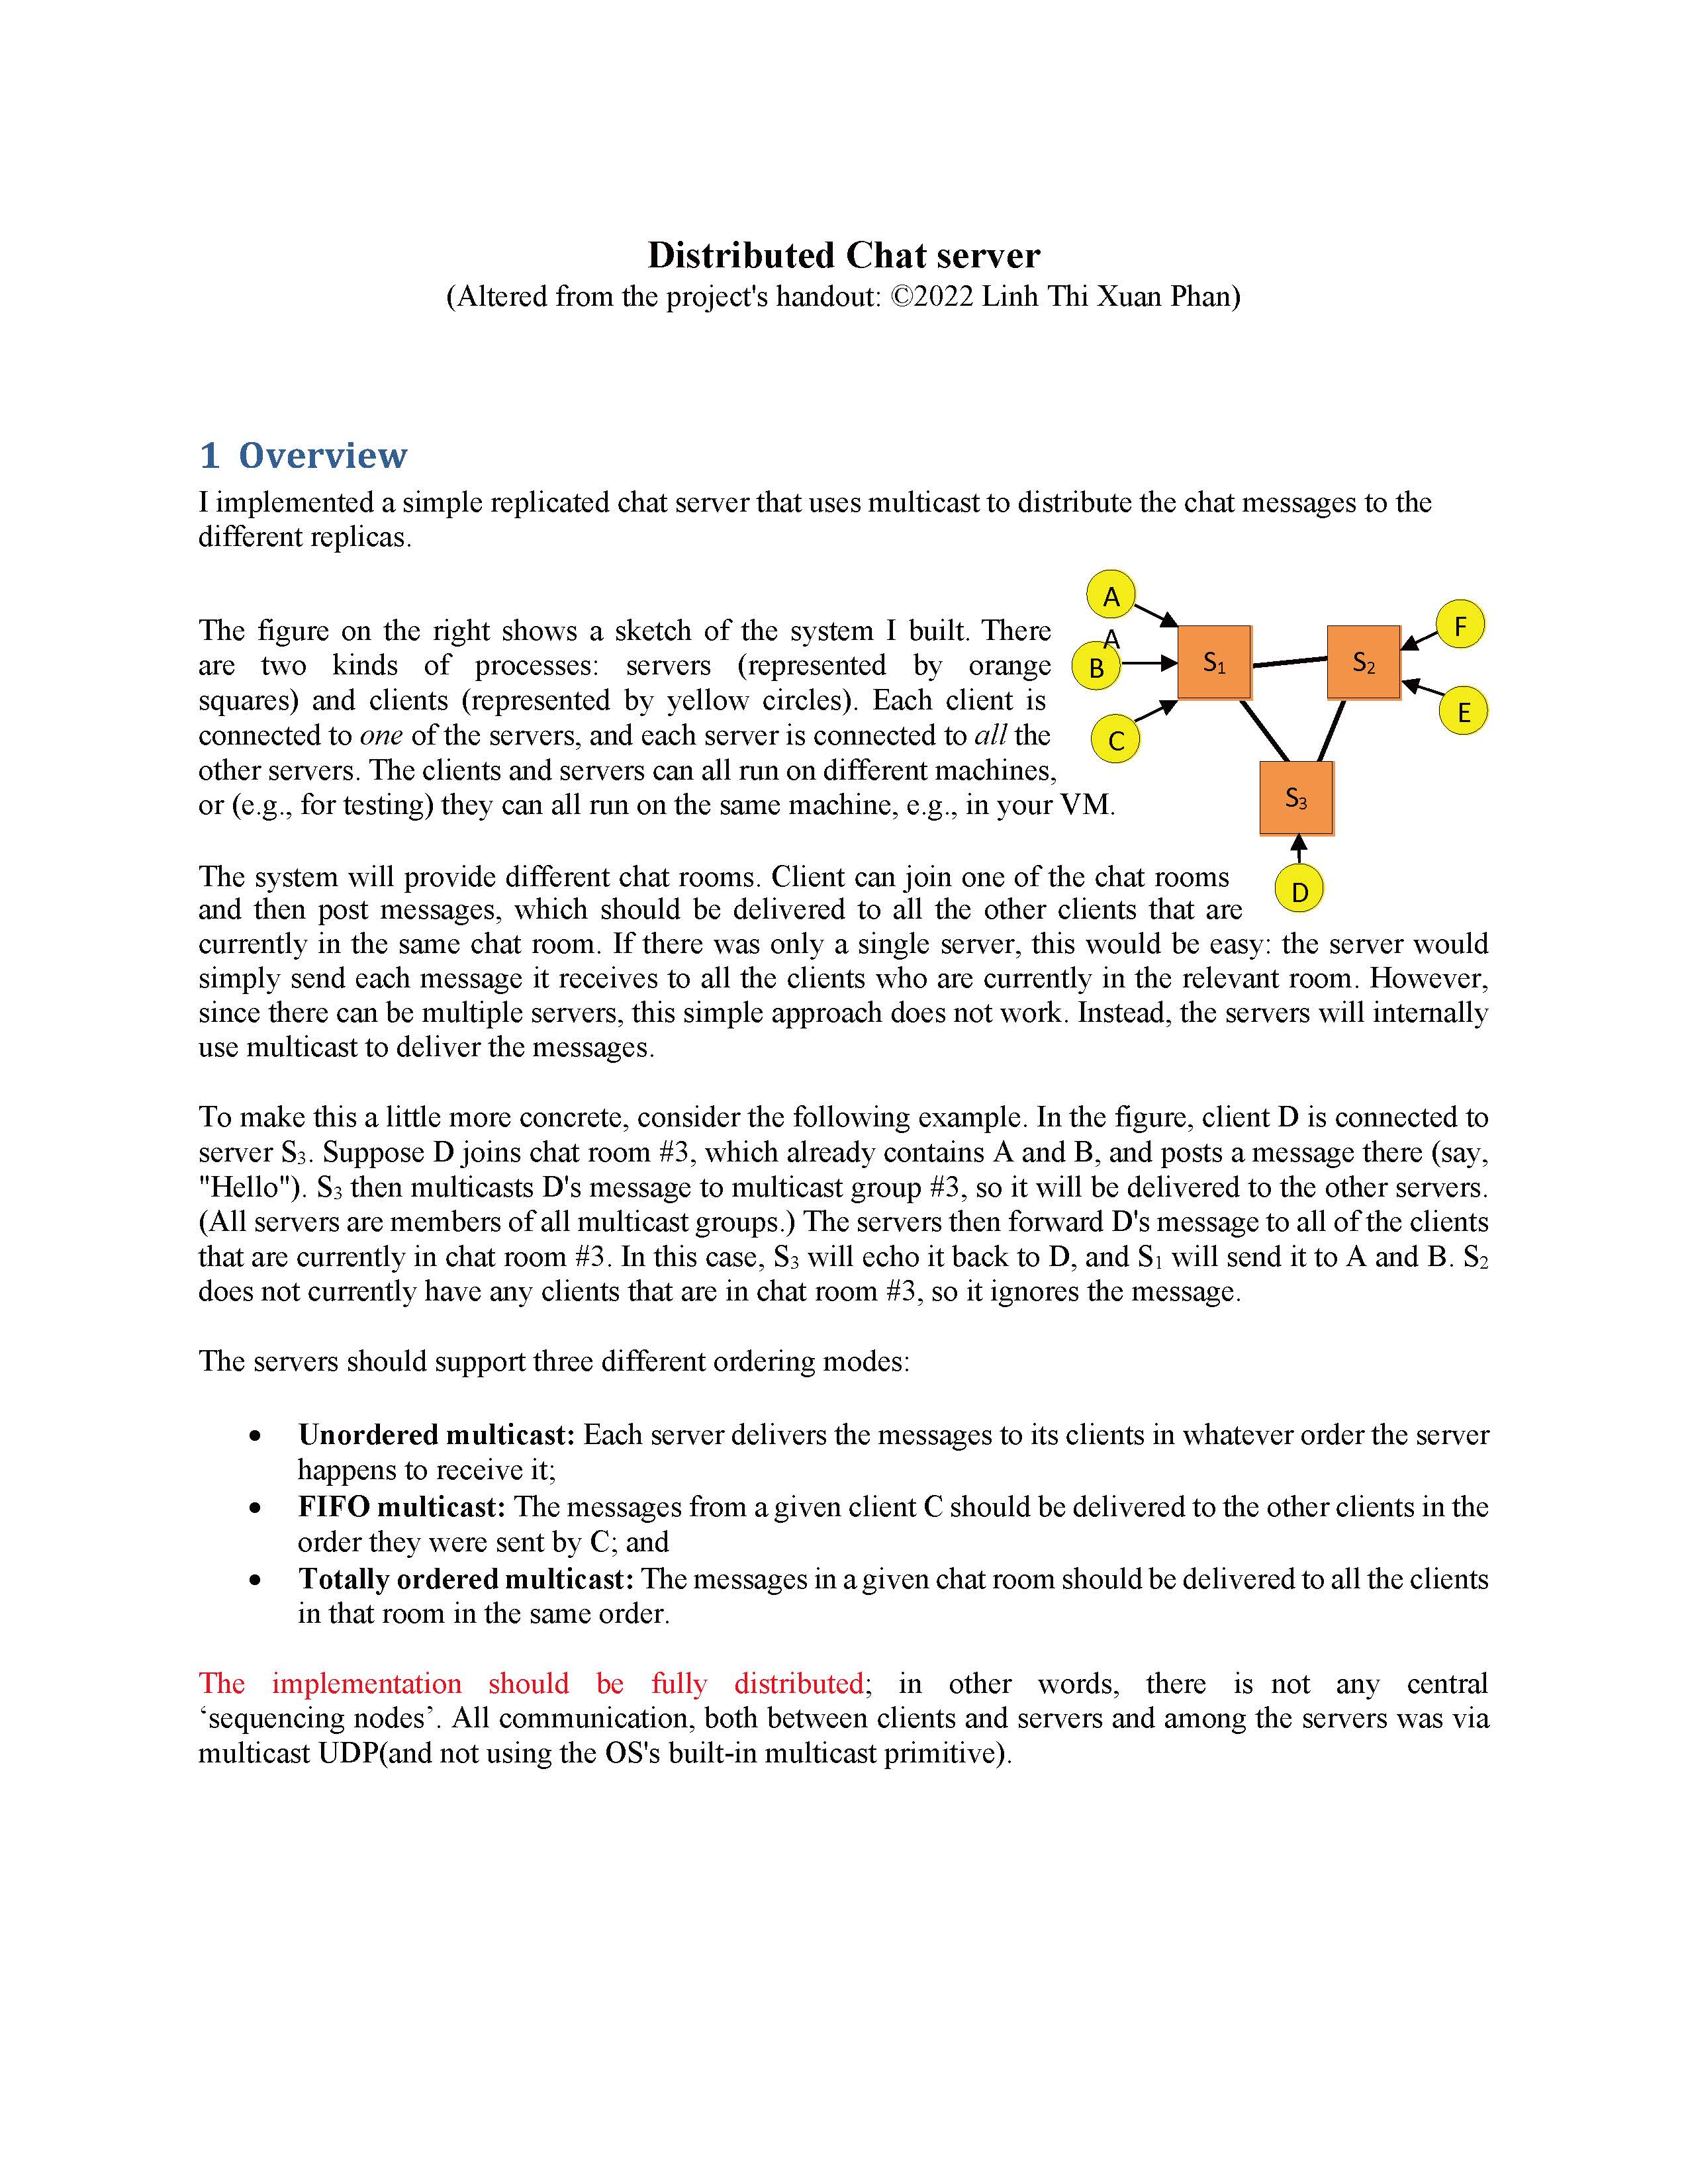 Distributed Chat server
(Altered from the project's handout: ©2022 Linh Thi Xuan Phan)
1 Overview
I implemented a simple replicated chat server that uses multicast to distribute the chat messages to the
different replicas.
The figure on the right shows a sketch of the system I built. There
are two kinds of processes: servers (represented by orange
squares) and clients (represented by yellow circles). Each client is
connected to one of the servers, and each server is connected to all the
other servers. The clients and servers can all run on different machines,
or (e.g., for testing) they can all run on the same machine, e.g., in your VM.
A
A
B
C
S1
S2
F
E
S3
D
The system will provide different chat rooms. Client can join one of the chat rooms
and then post messages, which should be delivered to all the other clients that are
currently in the same chat room. If there was only a single server, this would be easy: the server would
simply send each message it receives to all the clients who are currently in the relevant room. However,
since there can be multiple servers, this simple approach does not work. Instead, the servers will internally
use multicast to deliver the messages.
To make this a little more concrete, consider the following example. In the figure, client D is connected to
server S3. Suppose D joins chat room #3, which already contains A and B, and posts a message there (say,
"Hello"). S3 then multicasts D's message to multicast group #3, so it will be delivered to the other servers.
(All servers are members of all multicast groups.) The servers then forward D's message to all of the clients
that are currently in chat room #3. In this case, S3 will echo it back to D, and S1 will send it to A and B. S2
does not currently have any clients that are in chat room #3, so it ignores the message.
The servers should support three different ordering modes:
• Unordered multicast: Each server delivers the messages to its clients in whatever order the server
happens to receive it;
• FIFO multicast: The messages from a given client C should be delivered to the other clients in the
order they were sent by C; and
• Totally ordered multicast: The messages in a given chat room should be delivered to all the clients
in that room in the same order.
The implementation should be fully distributed; in other words, there is not any central
‘sequencing nodes’. All communication, both between clients and servers and among the servers was via
multicast UDP(and not using the OS's built-in multicast primitive).